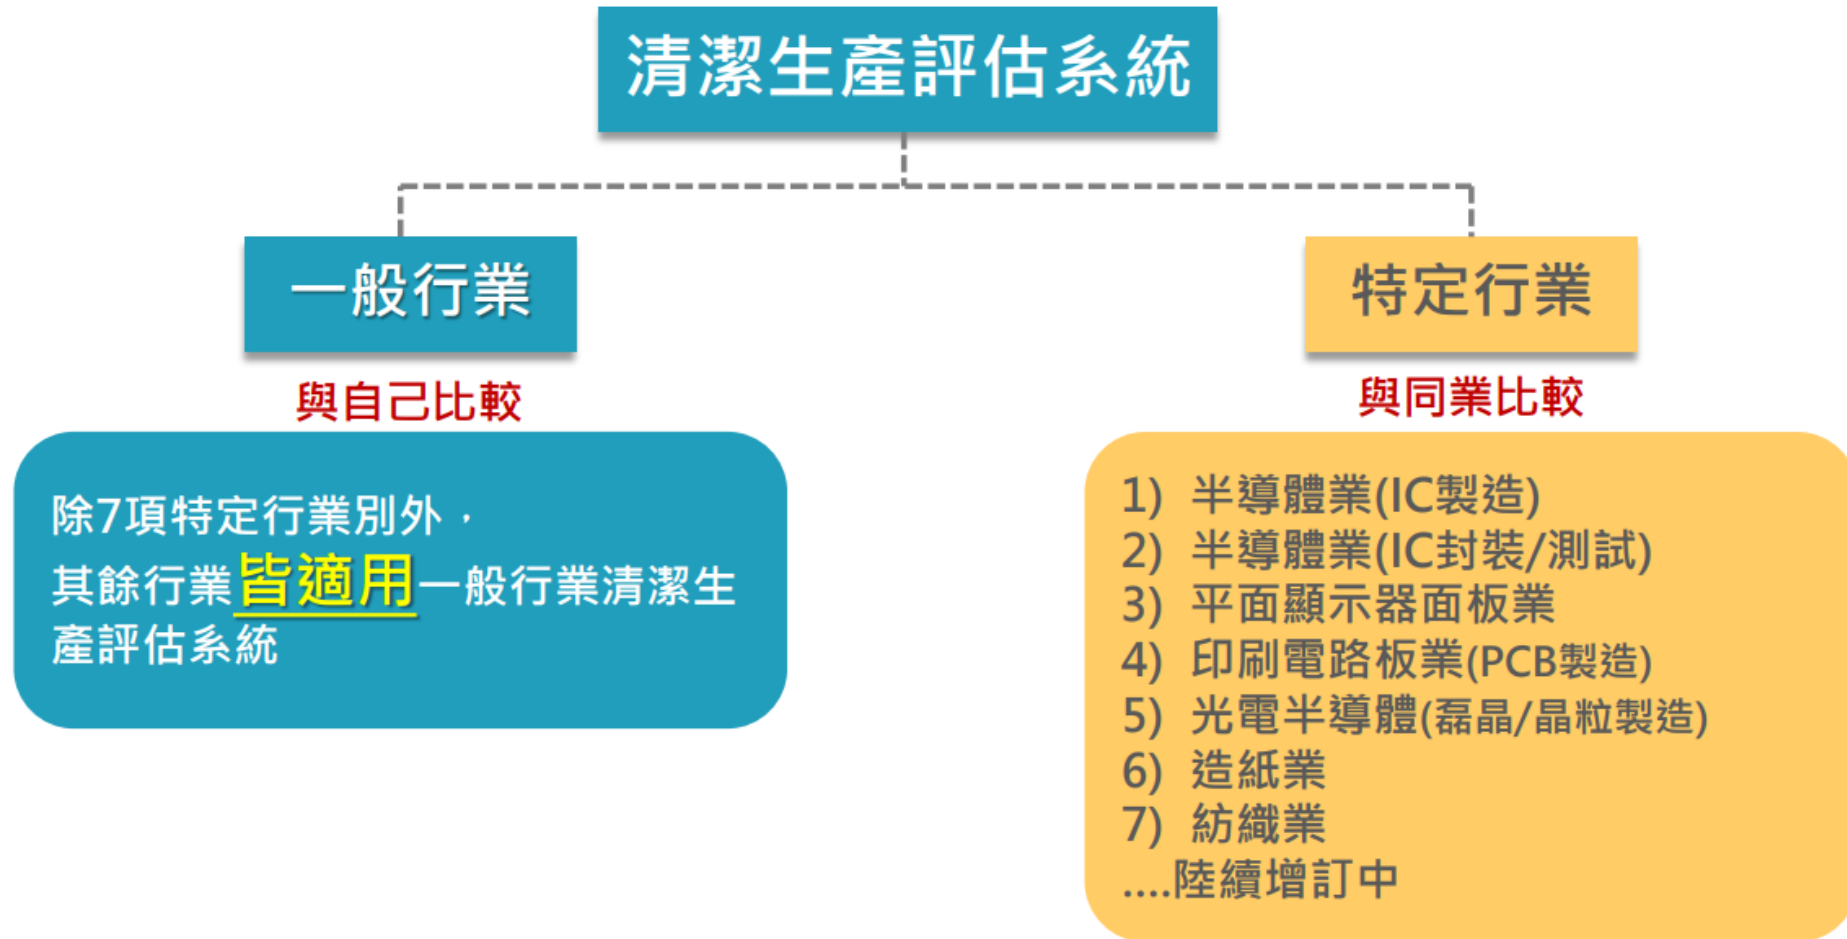 清潔生產評估系統
一般行業
與自己比較
除7項特定行業別外，
其餘行業皆適用一般行業清潔生
產評估系統
特定行業
與同業比較
1) 半導體業(IC製造)
2) 半導體業(IC封裝/測試)
3) 平面顯示器面板業
4) 印刷電路板業(PCB製造)
5) 光電半導體(磊晶/晶粒製造)
6) 造紙業
7) 紡織業
....陸續增訂中